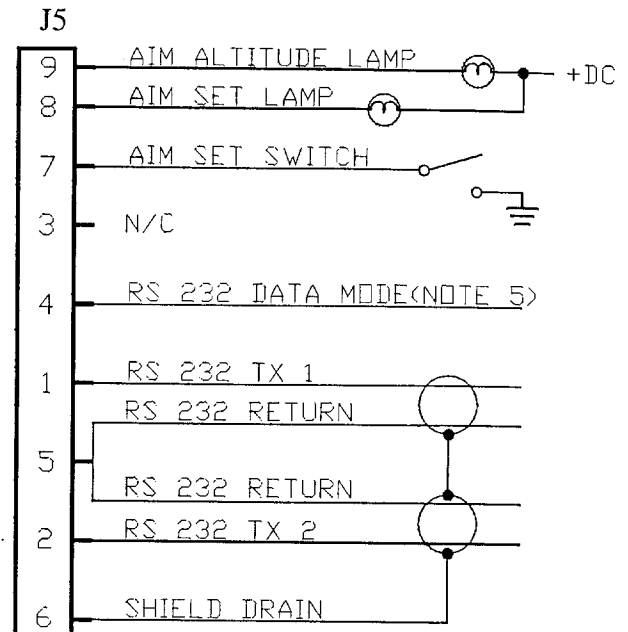 J5
9 AIM ALTITUDE LAMP +DC
8 AIM SET LAMP
7 AIM SET SWITCH
3 N/C
4 RS 232 DATA MODE(NOTE 5)
1 RS 232 TX 1
RS 232 RETURN
5
RS 232 RETURN
2 RS 232 TX 2
6 SHIELD DRAIN